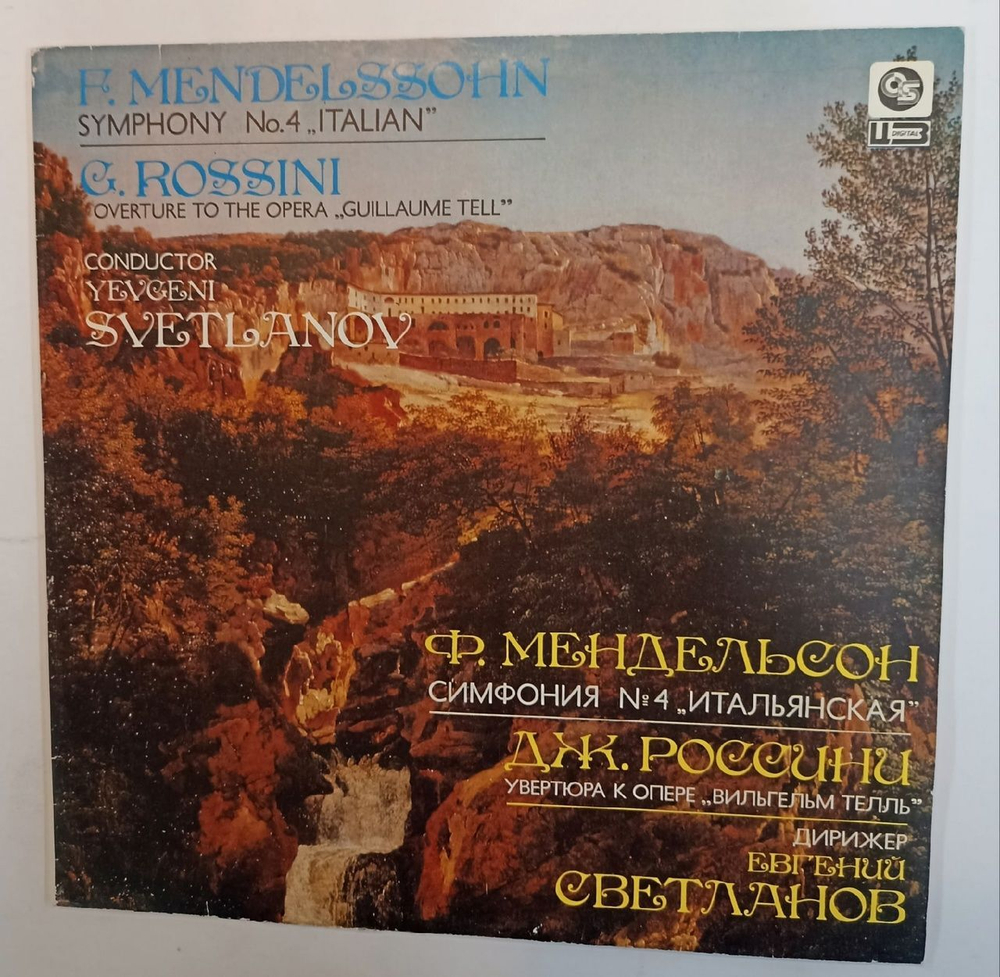 F. MENDELSSOHN
SYMPHONY No.4 „ITALIAN”
G. ROSSINI
OVERTURE TO THE OPERA „GUILLAUME TELL”
CONDUCTOR
YEVGENI
SVETLANOV
DIGITAL
Ф. МЕНДЕЛЬСОН
СИМФОНИЯ №4 „ИТАЛЬЯНСКАЯ”
ДЖ. РОССИНИ
УВЕРТЮРА К ОПЕРЕ „ВИЛЬГЕЛЬМ ТЕЛЛЬ”
ДИРИЖЕР
ЕВГЕНИЙ
СВЕТЛАНОВ